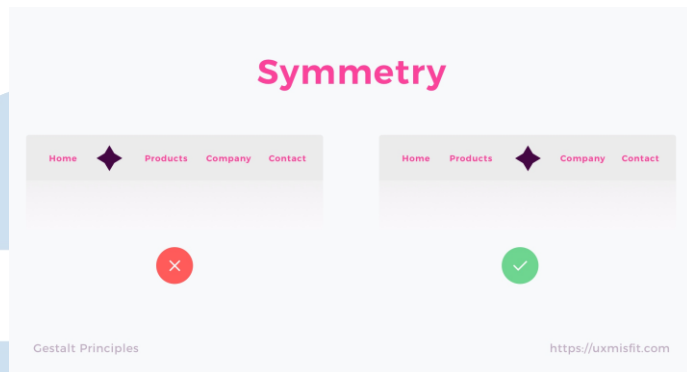 Symmetry
Home Products Company Contact
Home Products Company Contact
Gestalt Principles
https://uxmisfit.com